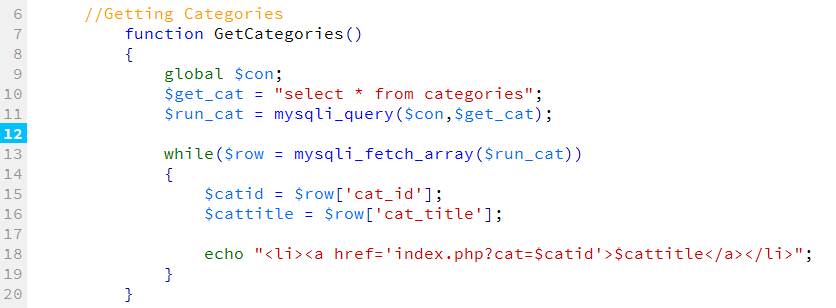 6 //Getting Categories
7 function GetCategories()
8 {
9 global $con;
10 $get_cat = "select * from categories";
11 $run_cat = mysqli_query($con,$get_cat);
12
13 while($row = mysqli_fetch_array($run_cat))
14 {
15 $catid = $row['cat_id'];
16 $cattitle = $row['cat_title'];
17
18 echo "<li><a href='index.php?cat=$catid'>$cattitle</a></li>";
19 }
20 }